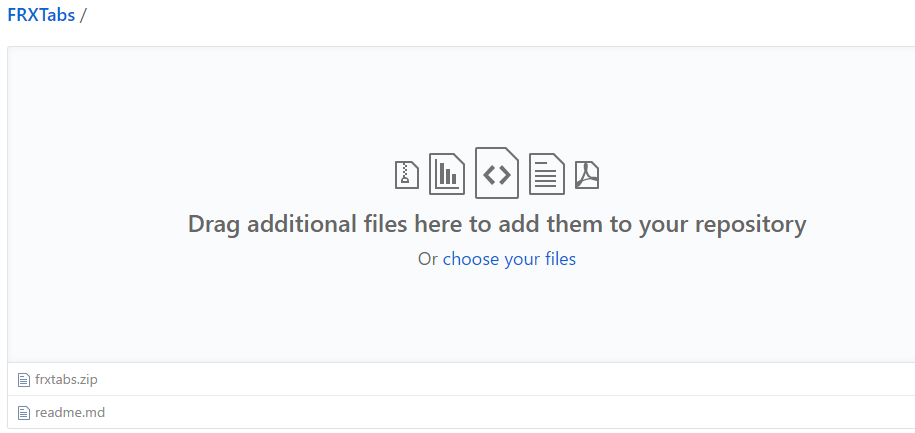 FRXTabs /
Drag additional files here to add them to your repository
Or choose your files
frxtabs.zip
readme.md